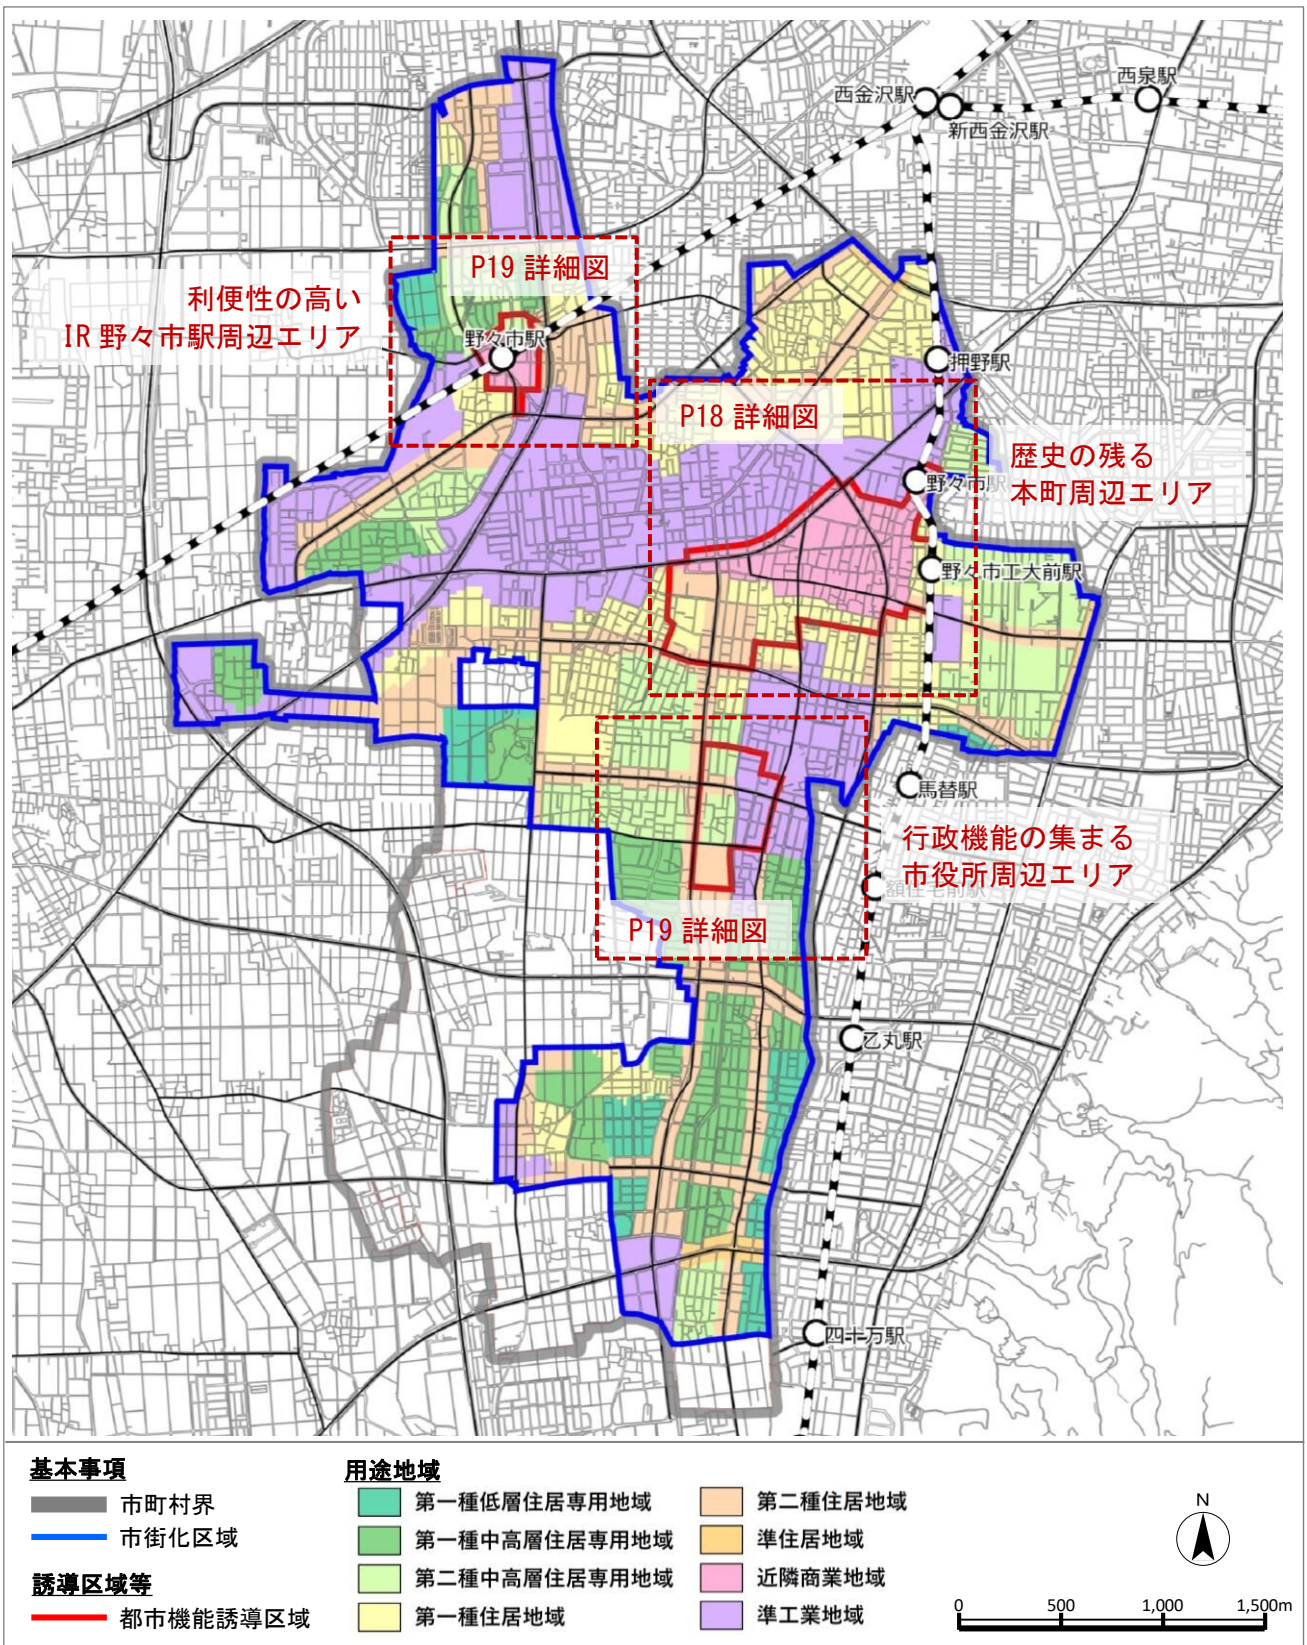 西泉駅
西金沢駅
新西金沢駅
P19 詳細図
利便性の高い
IR 野々市駅周辺エリア
野々市駅
押野駅
P18 詳細図
歴史の残る
本町周辺エリア
野々市駅
野々市工大前駅
馬替駅
行政機能の集まる
市役所周辺エリア
額住宅前駅
P19 詳細図
乙丸駅
四十万駅
基本事項
市町村界
市街化区域
誘導区域等
都市機能誘導区域
用途地域
第一種低層住居専用地域
第一種中高層住居専用地域
第二種中高層住居専用地域
第一種住居地域
第二種住居地域
準住居地域
近隣商業地域
準工業地域
N
0 500 1,000 1,500m